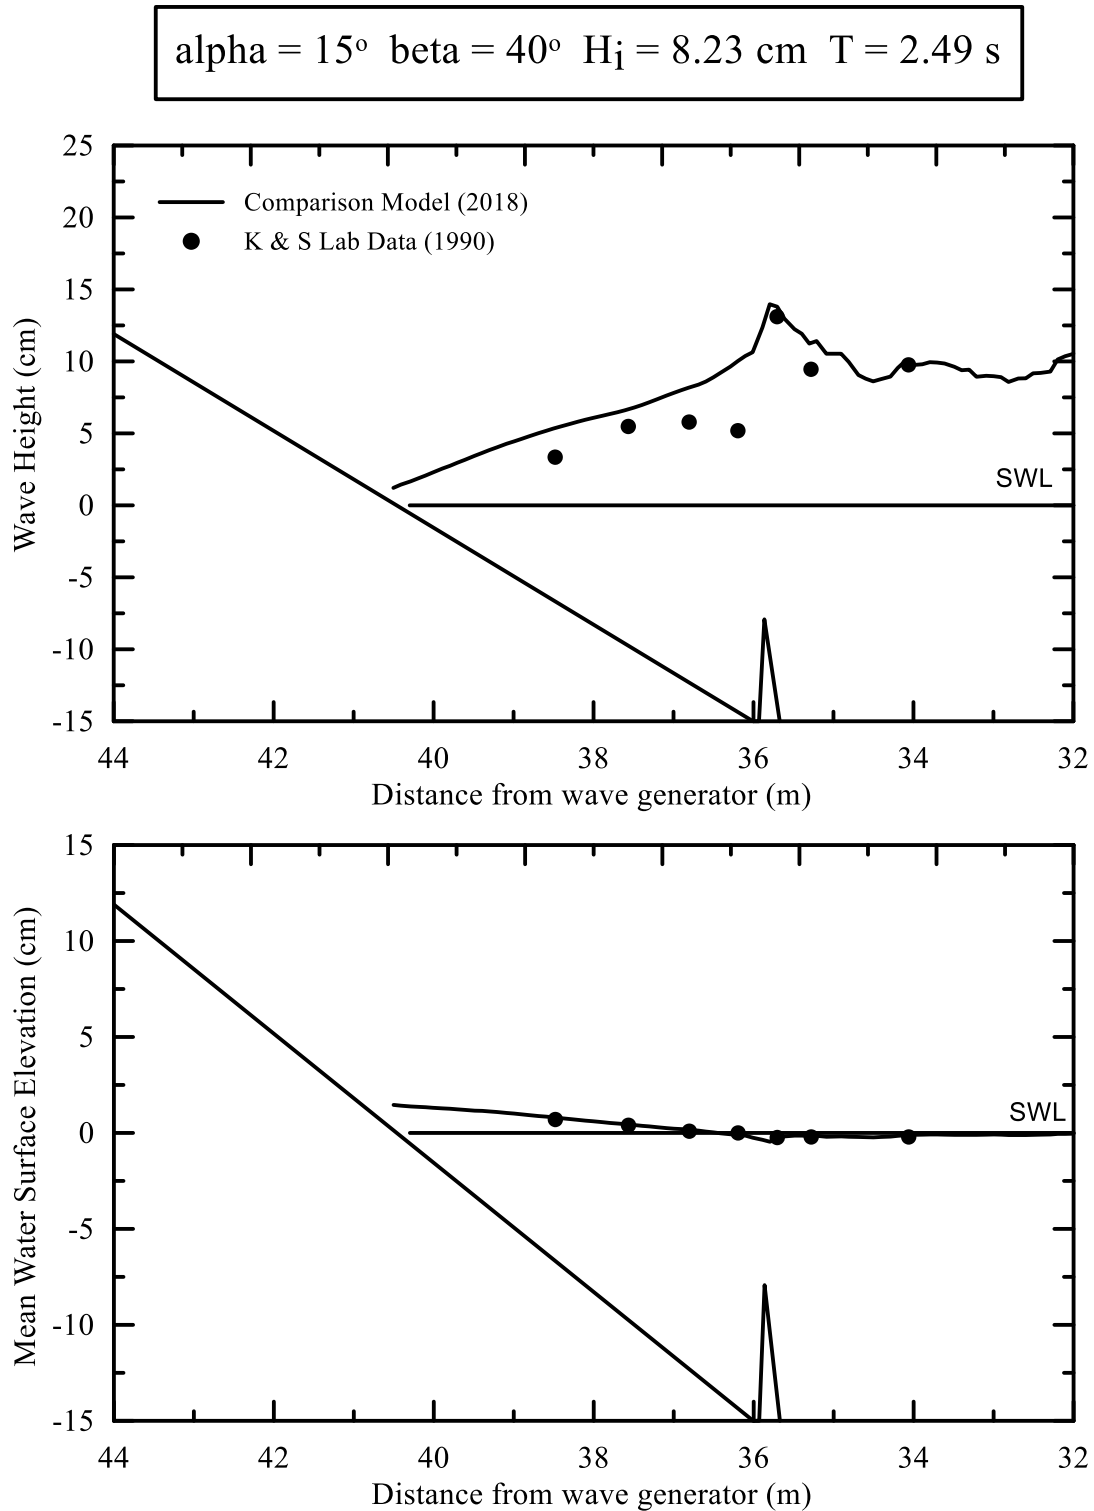 alpha = 15° beta = 40° Hi = 8.23 cm T = 2.49 s
25
20
15
10
5
0
-5
-10
-15
Wave Height (cm)
Comparison Model (2018)
K & S Lab Data (1990)
SWL
44 42 40 38 36 34 32
Distance from wave generator (m)
15
10
5
0
-5
-10
-15
Mean Water Surface Elevation (cm)
SWL
44 42 40 38 36 34 32
Distance from wave generator (m)